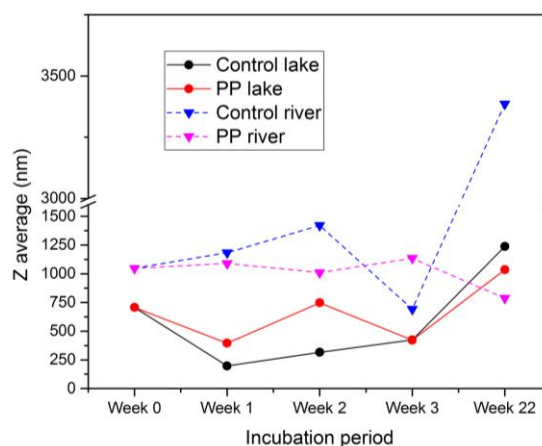 Control lake
PP lake
Control river
PP river
Z average (nm)
3500
3000
1500
1250
1000
750
500
250
0
Week 0 Week 1 Week 2 Week 3 Week 22
Incubation period